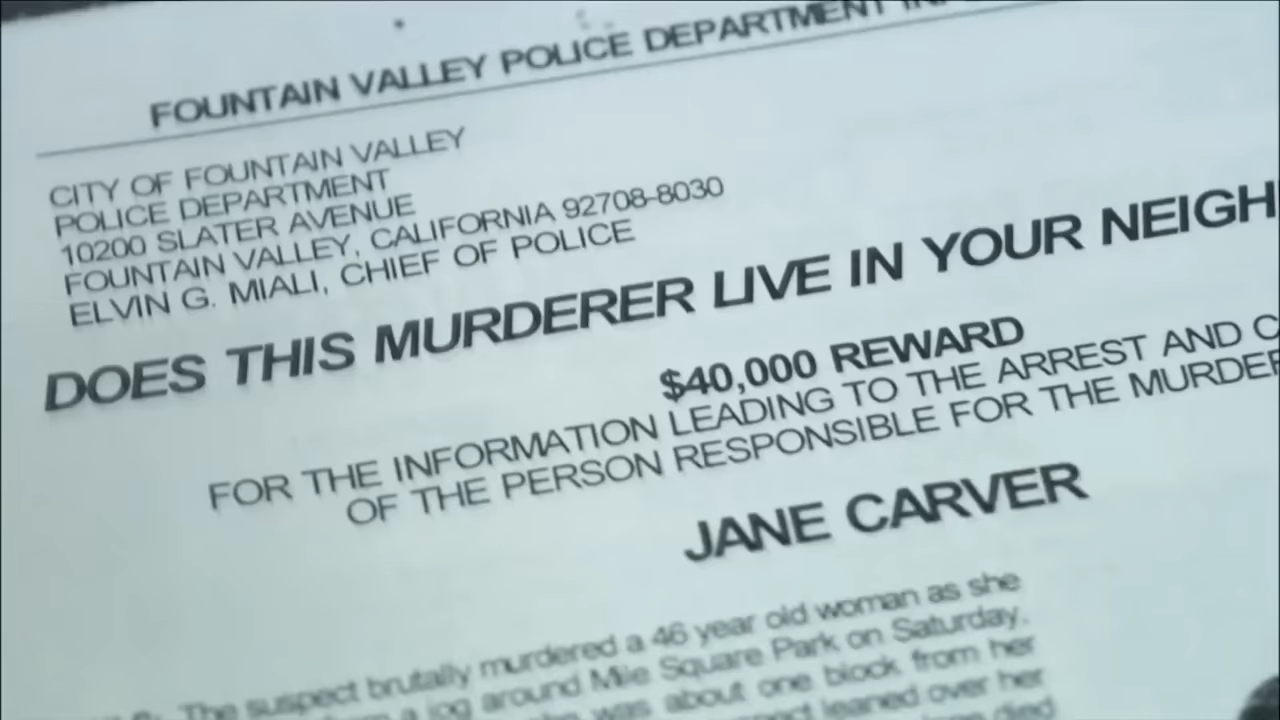 FOUNTAIN VALLEY POLICE DEPARTMENT
CITY OF FOUNTAIN VALLEY
POLICE DEPARTMENT
10200 SLATER AVENUE
FOUNTAIN VALLEY, CALIFORNIA 92708-8030
ELVIN G. MIALI, CHIEF OF POLICE
DOES THIS MURDERER LIVE IN YOUR NEIGH
$40,000 REWARD
FOR THE INFORMATION LEADING TO THE ARREST AND C
OF THE PERSON RESPONSIBLE FOR THE MURDER
JANE CARVER
The suspect brutally murdered a 46 year old woman as she
a jog around Mile Square Park on Saturday,
was about one block from her
leaned over her
died